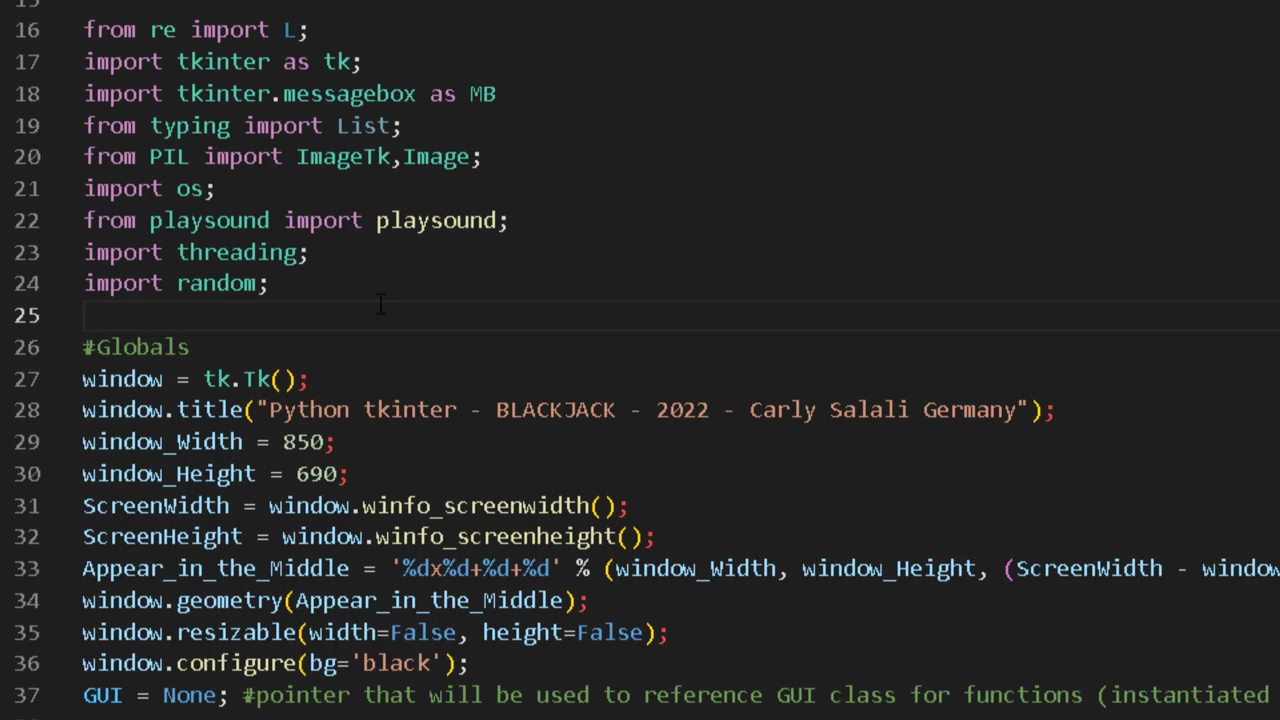 16 from re import L;
17 import tkinter as tk;
18 import tkinter.messagebox as MB
19 from typing import List;
20 from PIL import ImageTk,Image;
21 import os;
22 from playsound import playsound;
23 import threading;
24 import random;
25
26 #Globals
27 window = tk.Tk();
28 window.title("Python tkinter - BLACKJACK - 2022 - Carly Salali Germany");
29 window_Width = 850;
30 window_Height = 690;
31 ScreenWidth = window.winfo_screenwidth();
32 ScreenHeight = window.winfo_screenheight();
33 Appear_in_the_Middle = '%dx%d+%d+%d' % (window_Width, window_Height, (ScreenWidth - window
34 window.geometry(Appear_in_the_Middle);
35 window.resizable(width=False, height=False);
36 window.configure(bg='black');
37 GUI = None; #pointer that will be used to reference GUI class for functions (instantiated